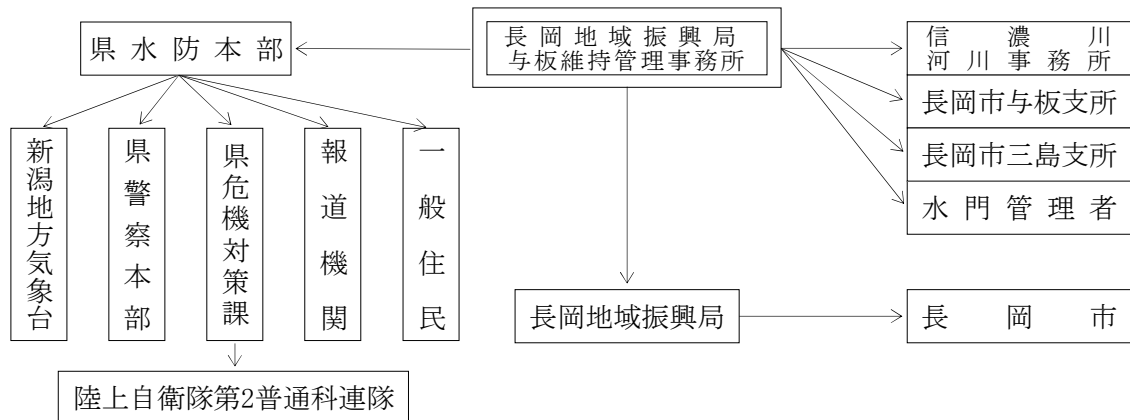 県水防本部
長岡地域振興局
与板維持管理事務所
信濃川
河川事務所
長岡市与板支所
長岡市三島支所
水門管理者
新潟地方気象台
県警察本部
県危機対策課
報道機関
一般住民
長岡地域振興局
長岡市
陸上自衛隊第2普通科連隊